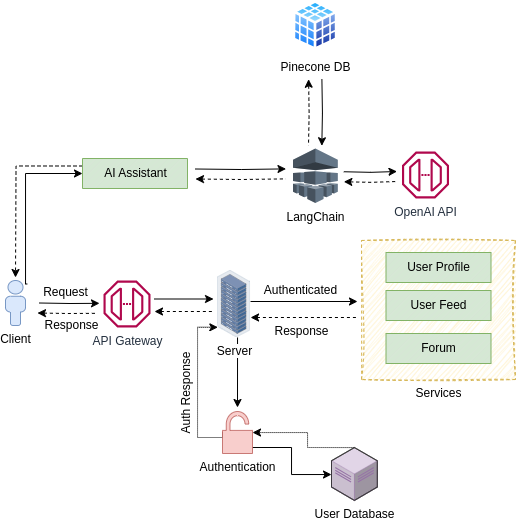 Pinecone DB
AI Assistant
LangChain
OpenAI API
User Profile
User Feed
Forum
Services
Request
Response
Client
API Gateway
Authenticated
Response
Server
Auth Response
Authentication
User Database